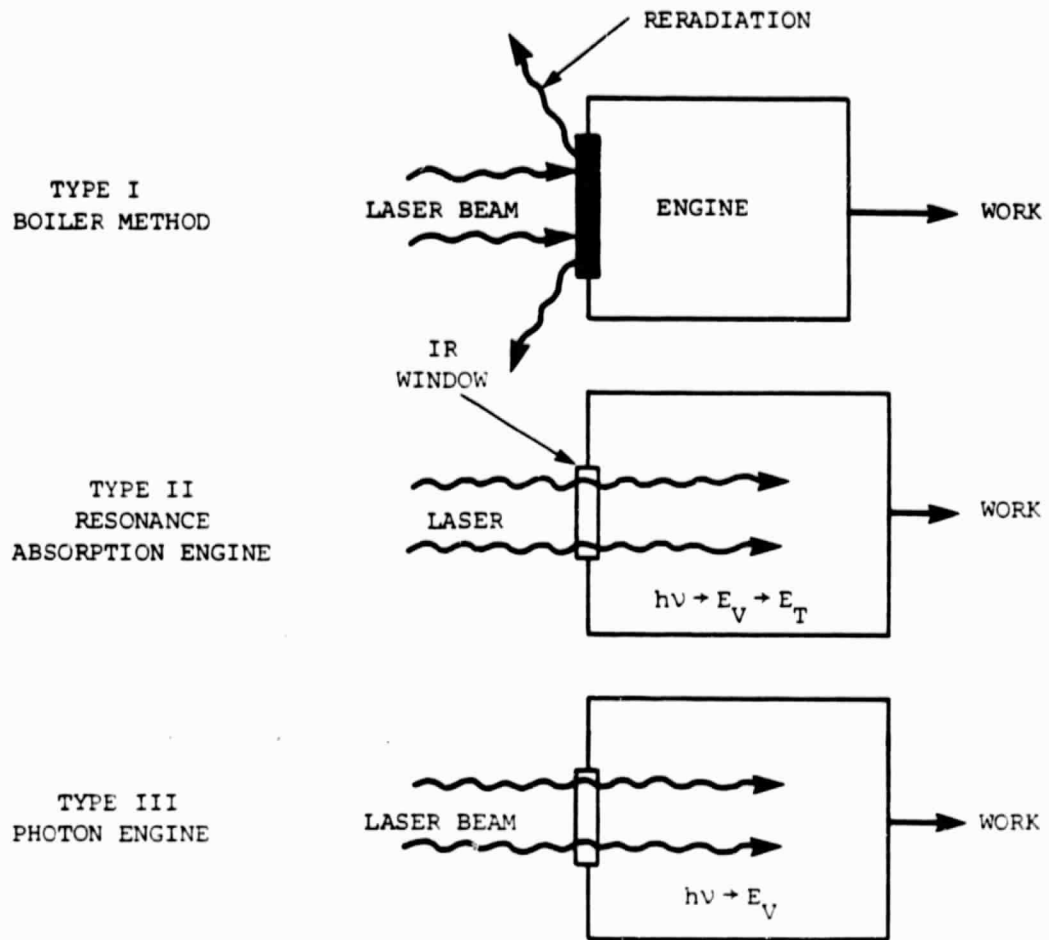 RERADIATION
TYPE I
BOILER METHOD
LASER BEAM
ENGINE
WORK
IR
WINDOW
TYPE II
RESONANCE
ABSORPTION ENGINE
LASER
WORK
hν → E_V → E_T
TYPE III
PHOTON ENGINE
LASER BEAM
WORK
hν → E_V